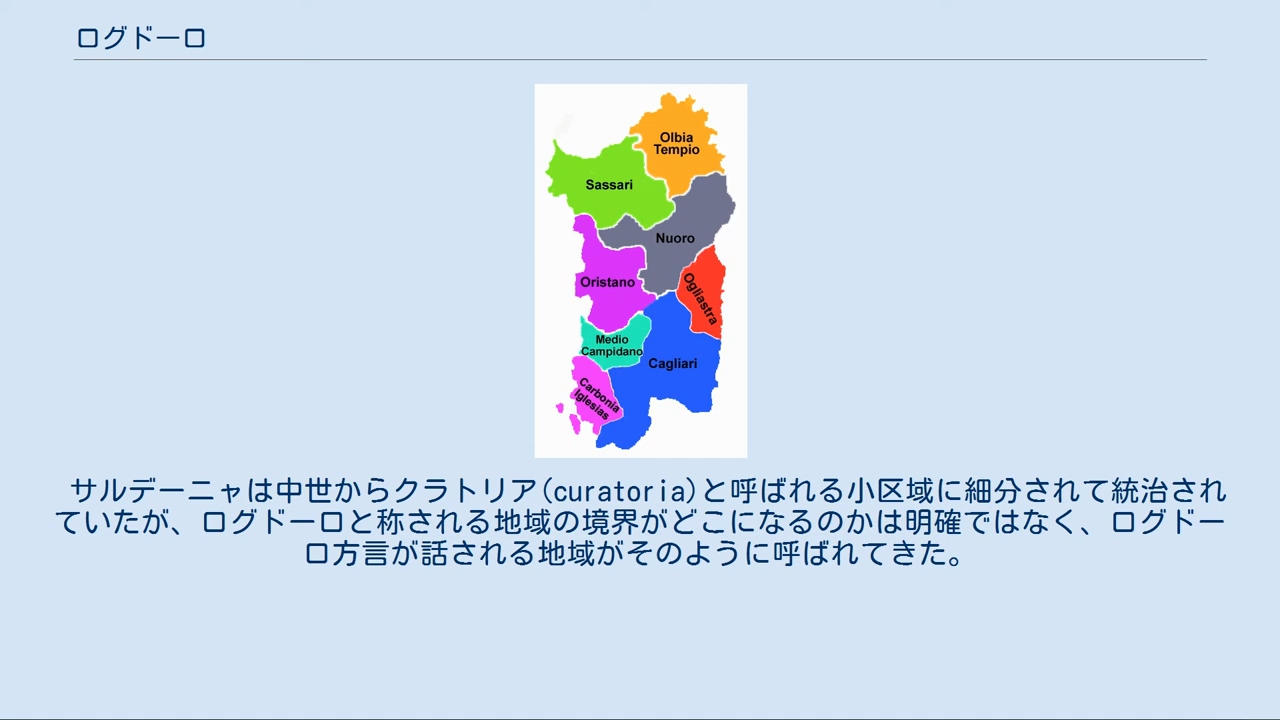 ログドーロ
Olbia
Tempio
Sassari
Nuoro
Ogliastra
Oristano
Medio
Campidano
Cagliari
Carbonia
Iglesias
サルデーニャは中世からクラトリア(curatoria)と呼ばれる小区域に細分されて統治され
ていたが、ログドーロと称される地域の境界がどこになるのかは明確ではなく、ログドー
ロ方言が話される地域がそのように呼ばれてきた。